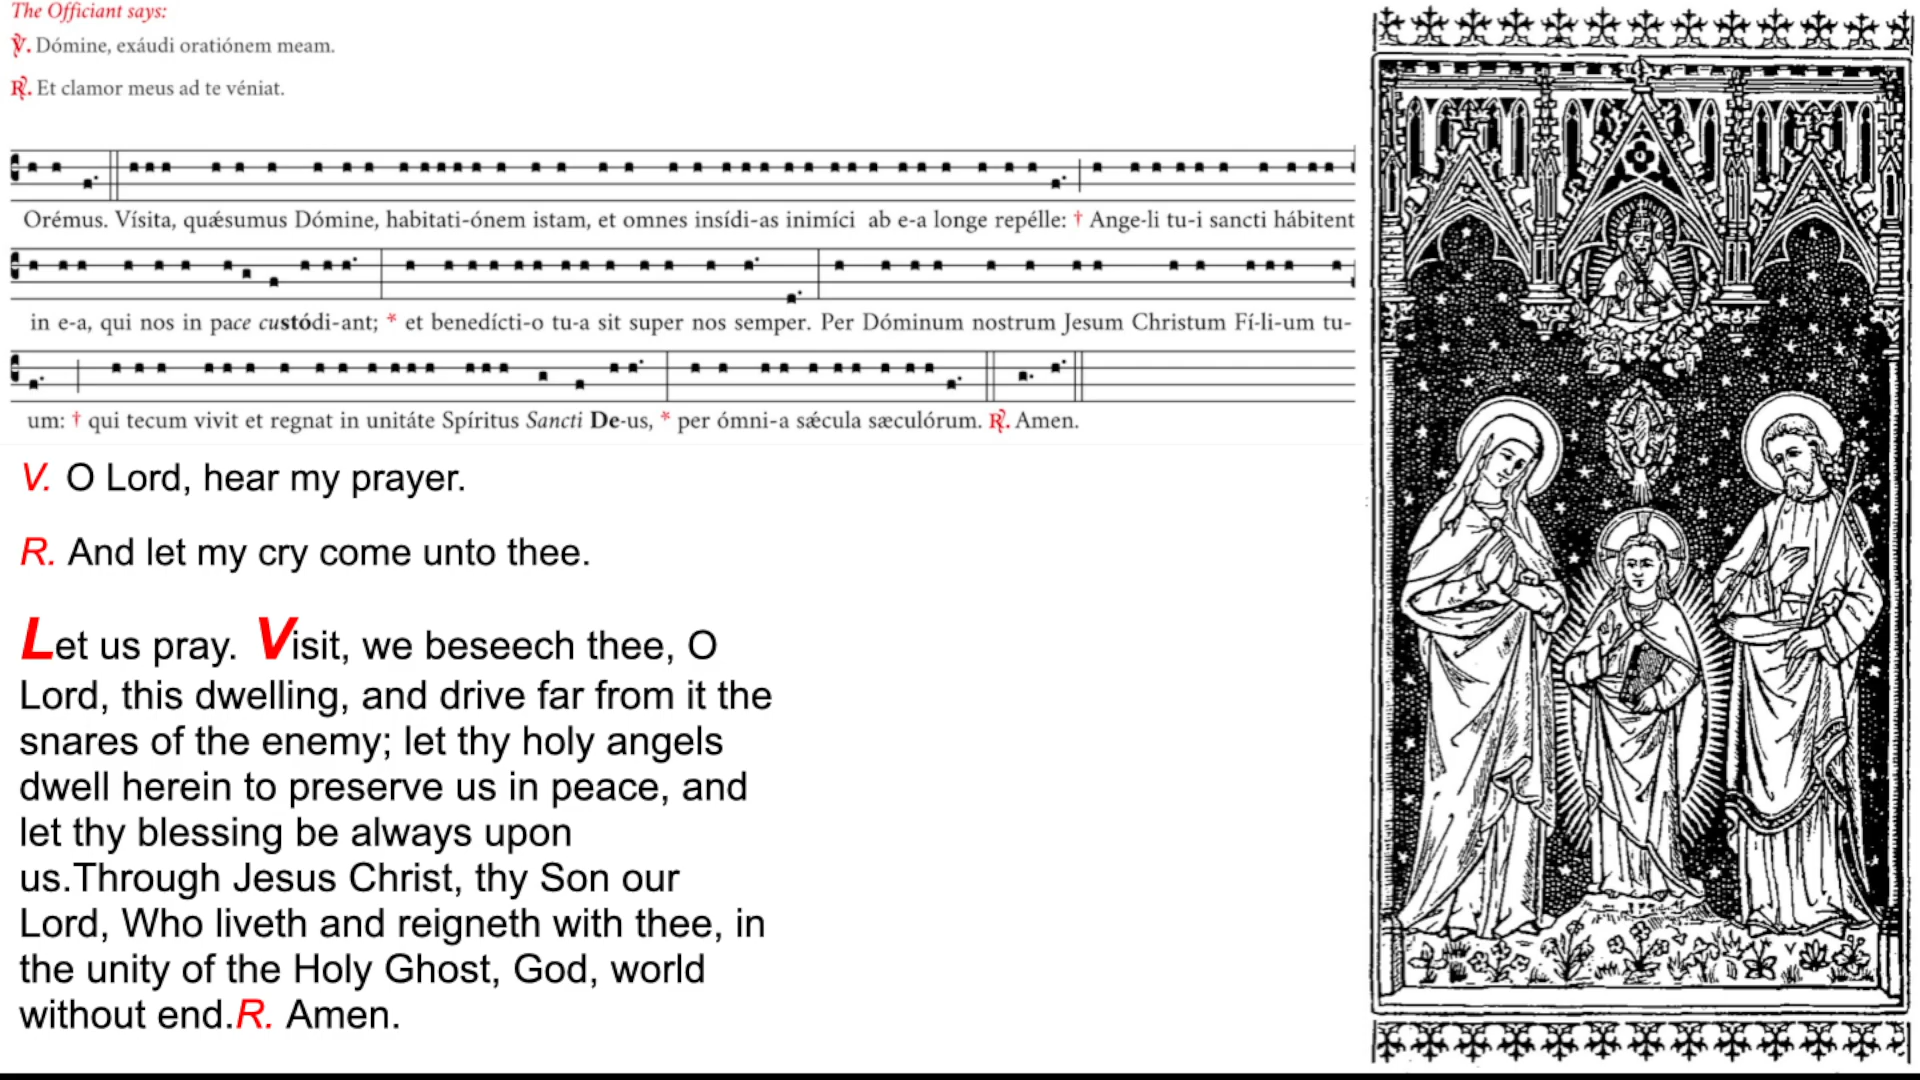 The Officiant says:
℣. Dómine, exáudi oratiónem meam.
℟. Et clamor meus ad te véniat.
Orémus. Vísita, quǽsumus Dómine, habitati-ónem istam, et omnes insídi-as inimíci ab e-a longe repélle: † Ange-li tu-i sancti hábitent
in e-a, qui nos in pace custódi-ant; * et benedícti-o tu-a sit super nos semper. Per Dóminum nostrum Jesum Christum Fí-li-um tu-
um: † qui tecum vivit et regnat in unitáte Spíritus Sancti De-us, * per ómni-a sǽcula sæculórum. ℟. Amen.
V. O Lord, hear my prayer.
R. And let my cry come unto thee.
Let us pray. Visit, we beseech thee, O
Lord, this dwelling, and drive far from it the
snares of the enemy; let thy holy angels
dwell herein to preserve us in peace, and
let thy blessing be always upon
us.Through Jesus Christ, thy Son our
Lord, Who liveth and reigneth with thee, in
the unity of the Holy Ghost, God, world
without end.R. Amen.